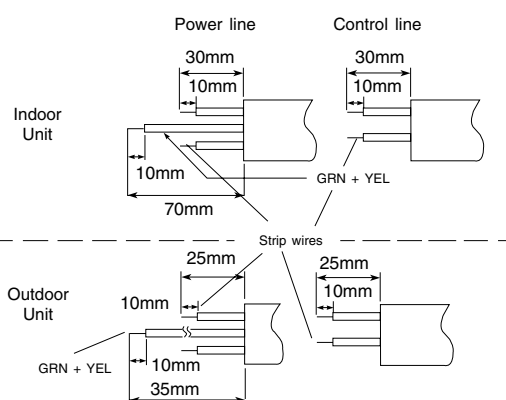 Power line
Control line
30mm
30mm
10mm
10mm
Indoor
Unit
10mm
GRN + YEL
70mm
Strip wires
25mm
25mm
Outdoor
Unit
10mm
10mm
GRN + YEL
10mm
35mm